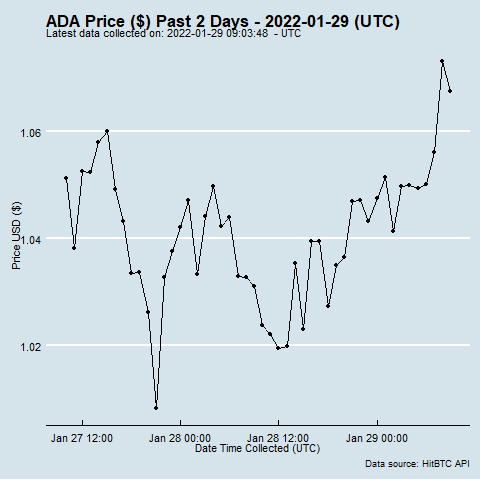 ADA Price ($) Past 2 Days - 2022-01-29 (UTC)
Latest data collected on: 2022-01-29 09:03:48 - UTC
1.06
1.04
1.02
Price USD ($)
Jan 27 12:00 Jan 28 00:00 Jan 28 12:00 Jan 29 00:00
Date Time Collected (UTC)
Data source: HitBTC API